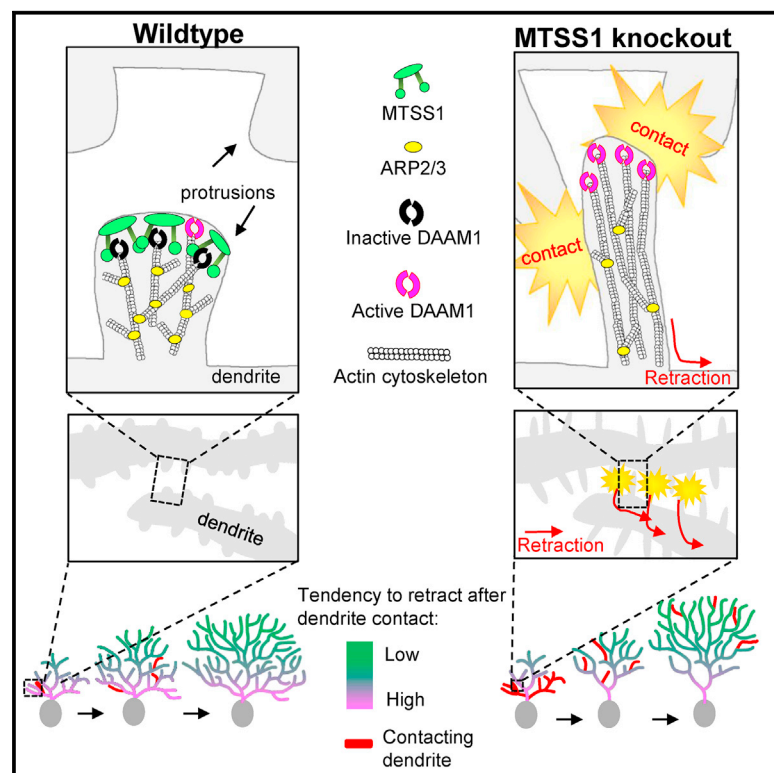 Wildtype
MTSS1 knockout
protrusions
dendrite
MTSS1
ARP2/3
Inactive DAAM1
Active DAAM1
Actin cytoskeleton
contact
contact
Retraction
dendrite
Retraction
Tendency to retract after
dendrite contact:
Low
High
Contacting
dendrite